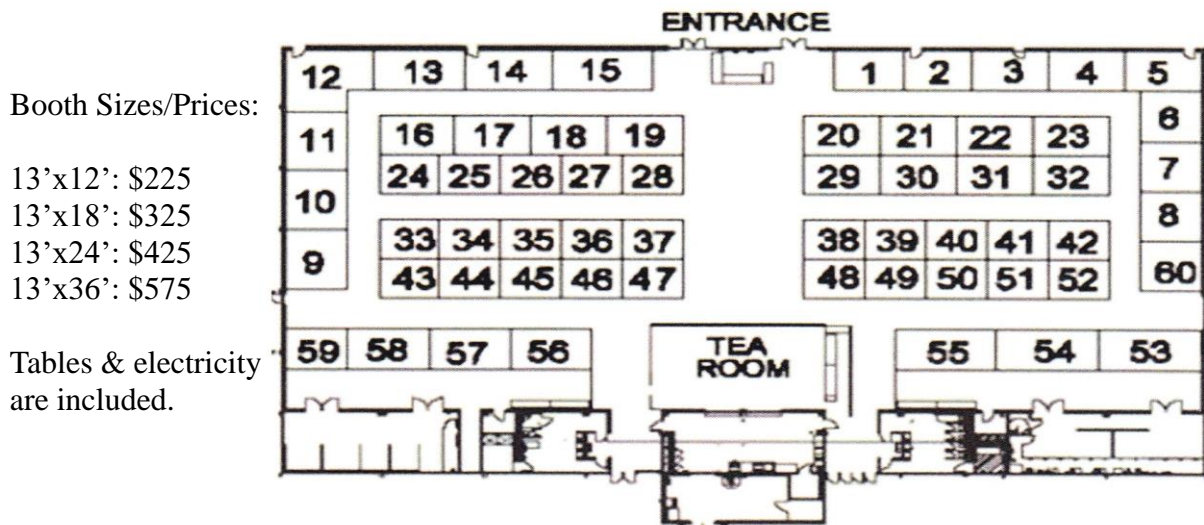 ENTRANCE
12 13 14 15 1 2 3 4 5
Booth Sizes/Prices:
11 16 17 18 19 20 21 22 23 6
13’x12’: $225 24 25 26 27 28 29 30 31 32 7
13’x18’: $325 10 8
13’x24’: $425 33 34 35 36 37 38 39 40 41 42
13’x36’: $575 9 43 44 45 46 47 48 49 50 51 52 60
Tables & electricity 59 58 57 56 TEA 55 54 53
are included. ROOM